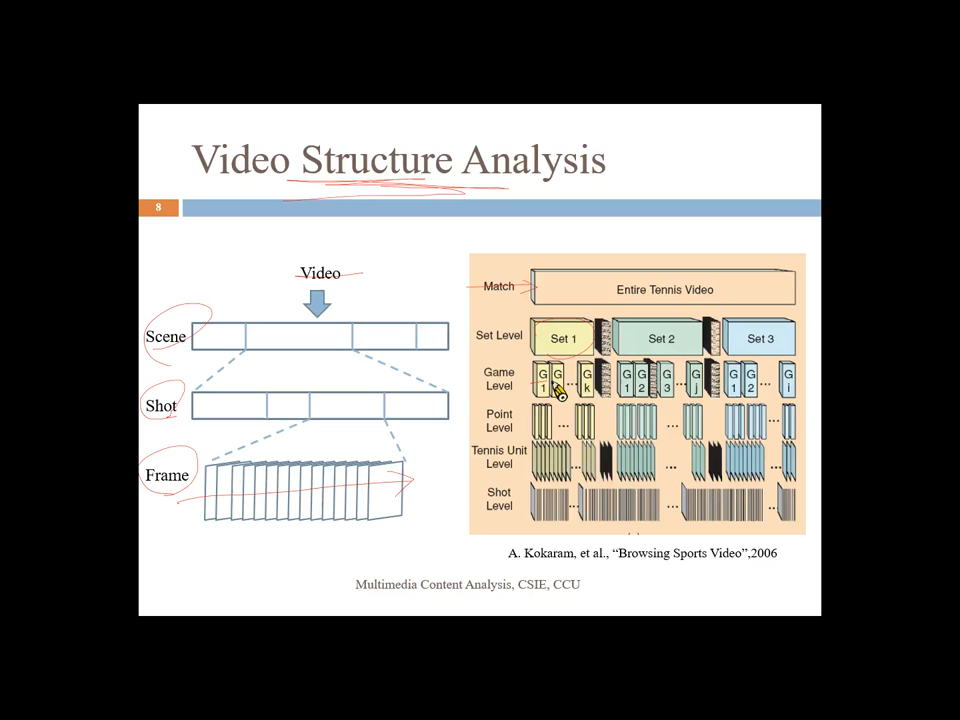 Video Structure Analysis
8
Video
Scene
Shot
Frame
Match
Entire Tennis Video
Set Level
Set 1
Set 2
Set 3
Game
Level
G
1
G
...
G
k
G
1
G
2
G
3
...
G
j
G
1
G
2
...
G
i
Point
Level
...
...
...
Tennis Unit
Level
...
...
...
Shot
Level
...
...
...
A. Kokaram, et al., “Browsing Sports Video”,2006
Multimedia Content Analysis, CSIE, CCU